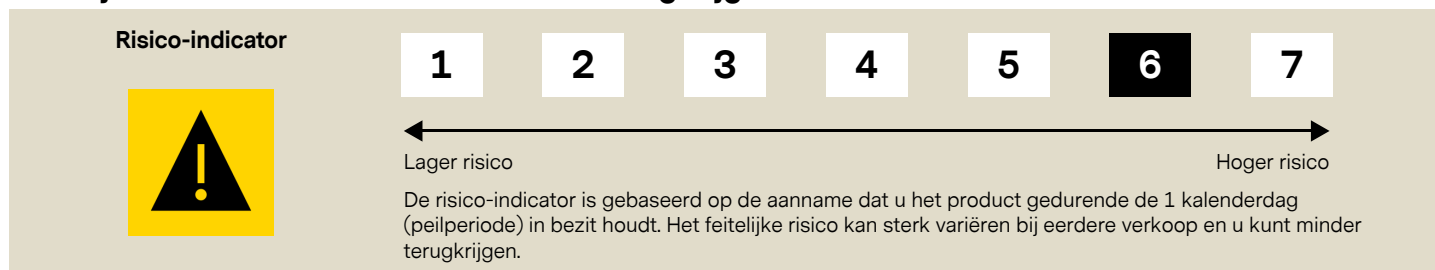 Risico-indicator
1 2 3 4 5 6 7
Lager risico Hoger risico
De risico-indicator is gebaseerd op de aanname dat u het product gedurende de 1 kalenderdag
(peilperiode) in bezit houdt. Het feitelijke risico kan sterk variëren bij eerdere verkoop en u kunt minder
terugkrijgen.